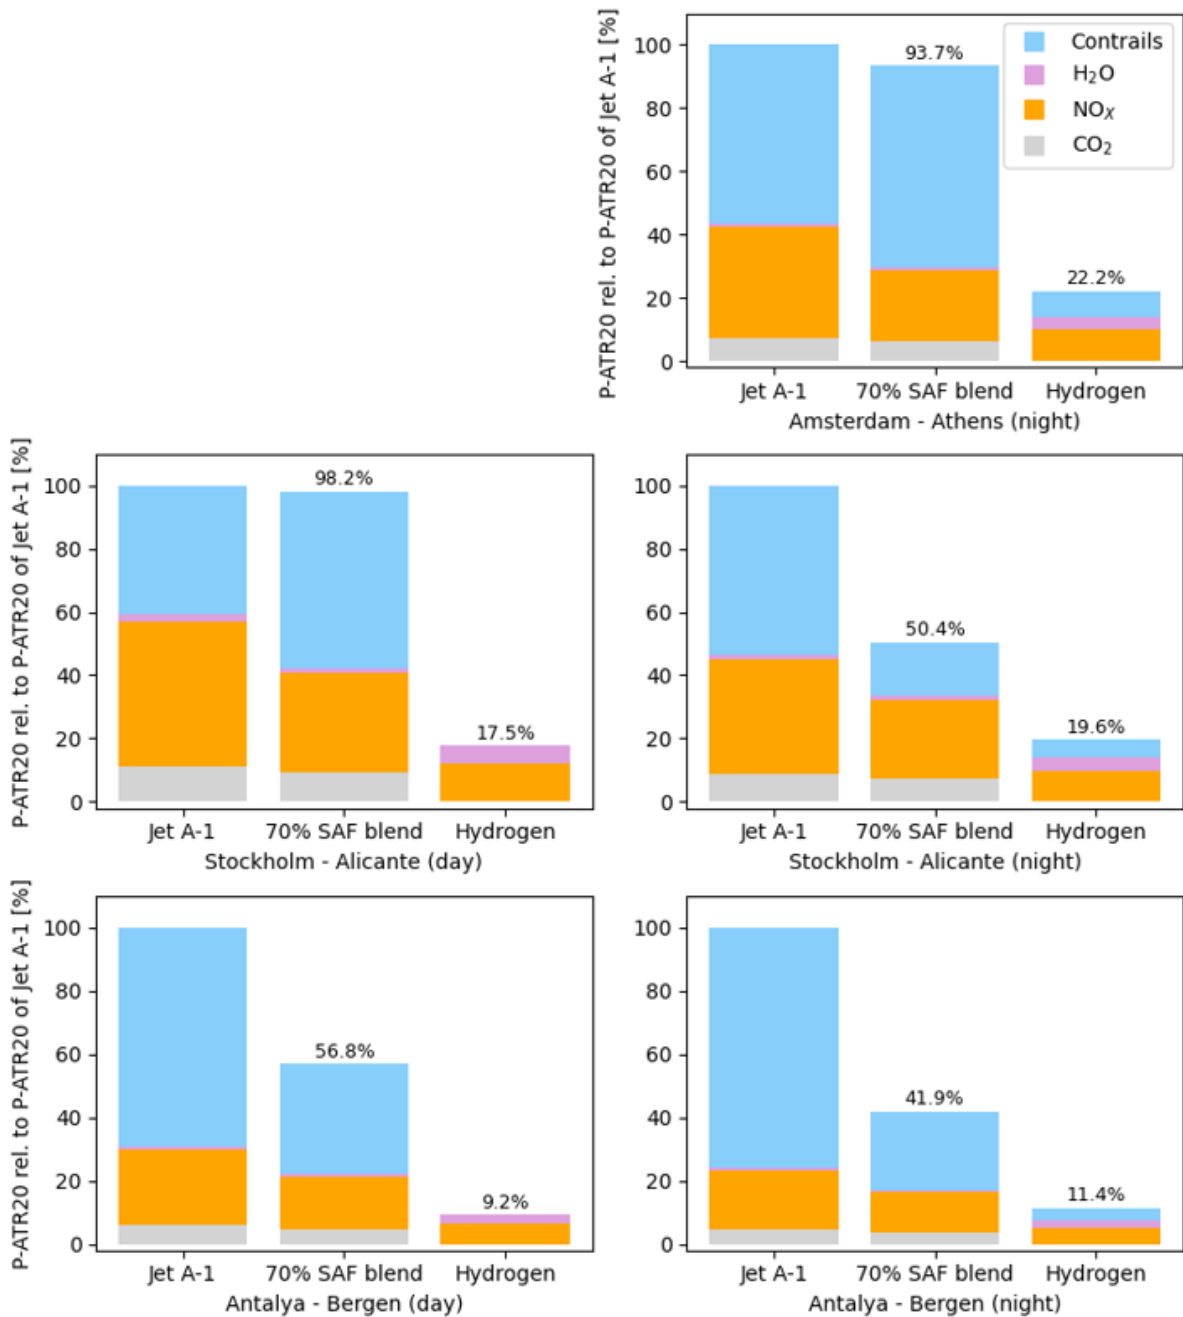 P-ATR20 rel. to P-ATR20 of Jet A-1 [%]
100
80
60
40
20
0
93.7%
22.2%
Contrails
H₂O
NOₓ
CO₂
Jet A-1 70% SAF blend Hydrogen
Amsterdam - Athens (night)
P-ATR20 rel. to P-ATR20 of Jet A-1 [%]
100
80
60
40
20
0
98.2%
17.5%
Jet A-1 70% SAF blend Hydrogen
Stockholm - Alicante (day)
100
80
60
40
20
0
50.4%
19.6%
Jet A-1 70% SAF blend Hydrogen
Stockholm - Alicante (night)
P-ATR20 rel. to P-ATR20 of Jet A-1 [%]
100
80
60
40
20
0
56.8%
9.2%
Jet A-1 70% SAF blend Hydrogen
Antalya - Bergen (day)
100
80
60
40
20
0
41.9%
11.4%
Jet A-1 70% SAF blend Hydrogen
Antalya - Bergen (night)